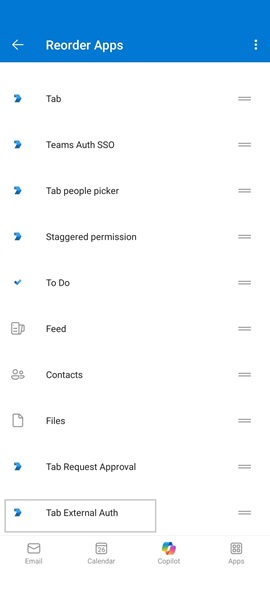 Reorder Apps
Tab
Teams Auth SSO
Tab people picker
Staggered permission
To Do
Feed
Contacts
Files
Tab Request Approval
Tab External Auth
26
Email
Calendar
Copilot
Apps